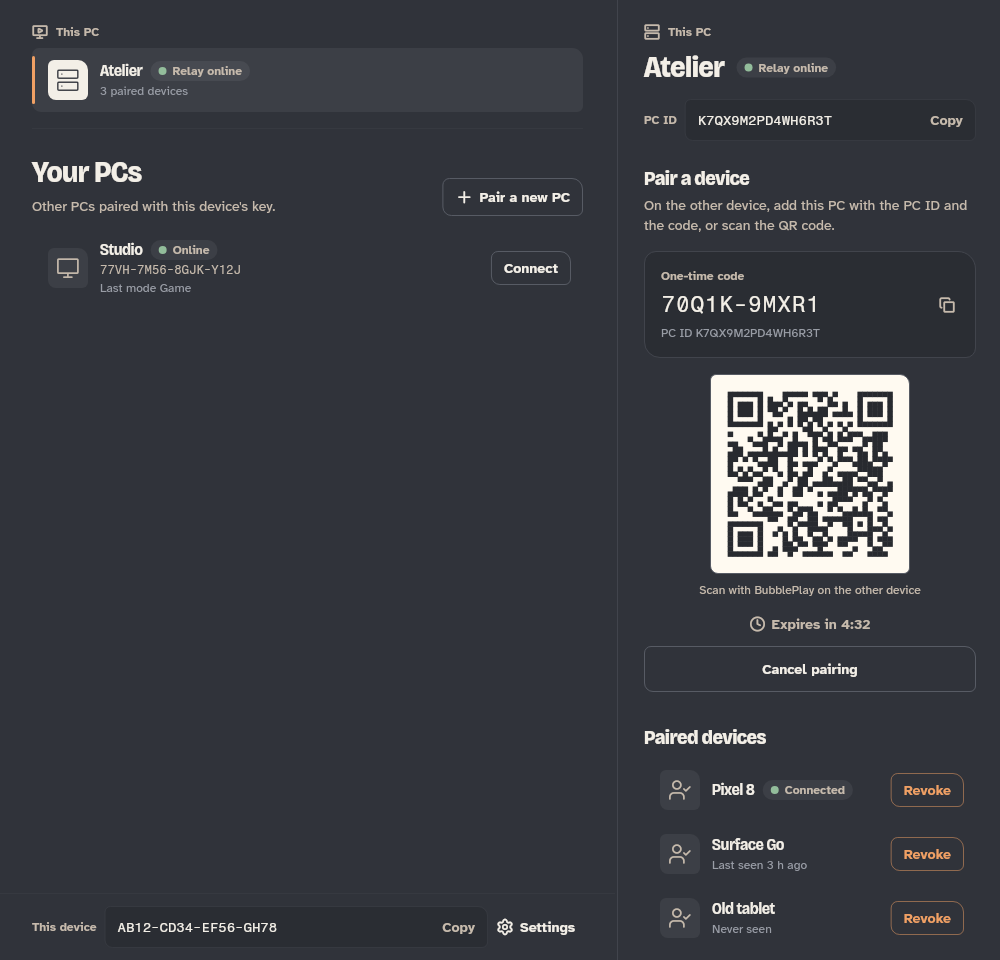 This PC
Atelier
Relay online
3 paired devices
Your PCs
Other PCs paired with this device's key.
Pair a new PC
Studio
Online
77VH-7M56-8GJK-Y12J
Last mode Game
Connect
This device
AB12-CD34-EF56-GH78
Copy
Settings
This PC
Atelier
Relay online
PC ID
K7QX9M2PD4WH6R3T
Copy
Pair a device
On the other device, add this PC with the PC ID and
the code, or scan the QR code.
One-time code
70Q1K-9MXR1
PC ID K7QX9M2PD4WH6R3T
Scan with BubblePlay on the other device
Expires in 4:32
Cancel pairing
Paired devices
Pixel 8
Connected
Revoke
Surface Go
Last seen 3 h ago
Revoke
Old tablet
Never seen
Revoke